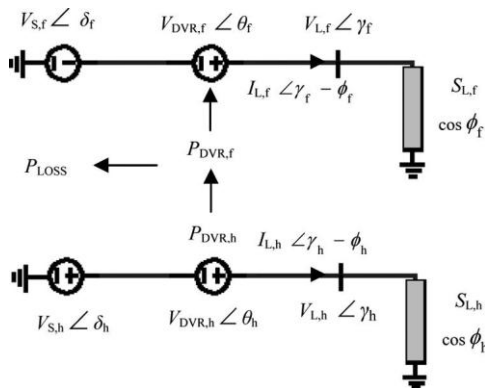 V_S,f ∠ δ_f
V_DVR,f ∠ θ_f
V_L,f ∠ γ_f
I_L,f ∠ γ_f − ϕ_f
S_L,f
cos ϕ_f
P_DVR,f
P_LOSS
P_DVR,h
I_L,h ∠ γ_h − ϕ_h
V_S,h ∠ δ_h
V_DVR,h ∠ θ_h
V_L,h ∠ γ_h
S_L,h
cos ϕ_h